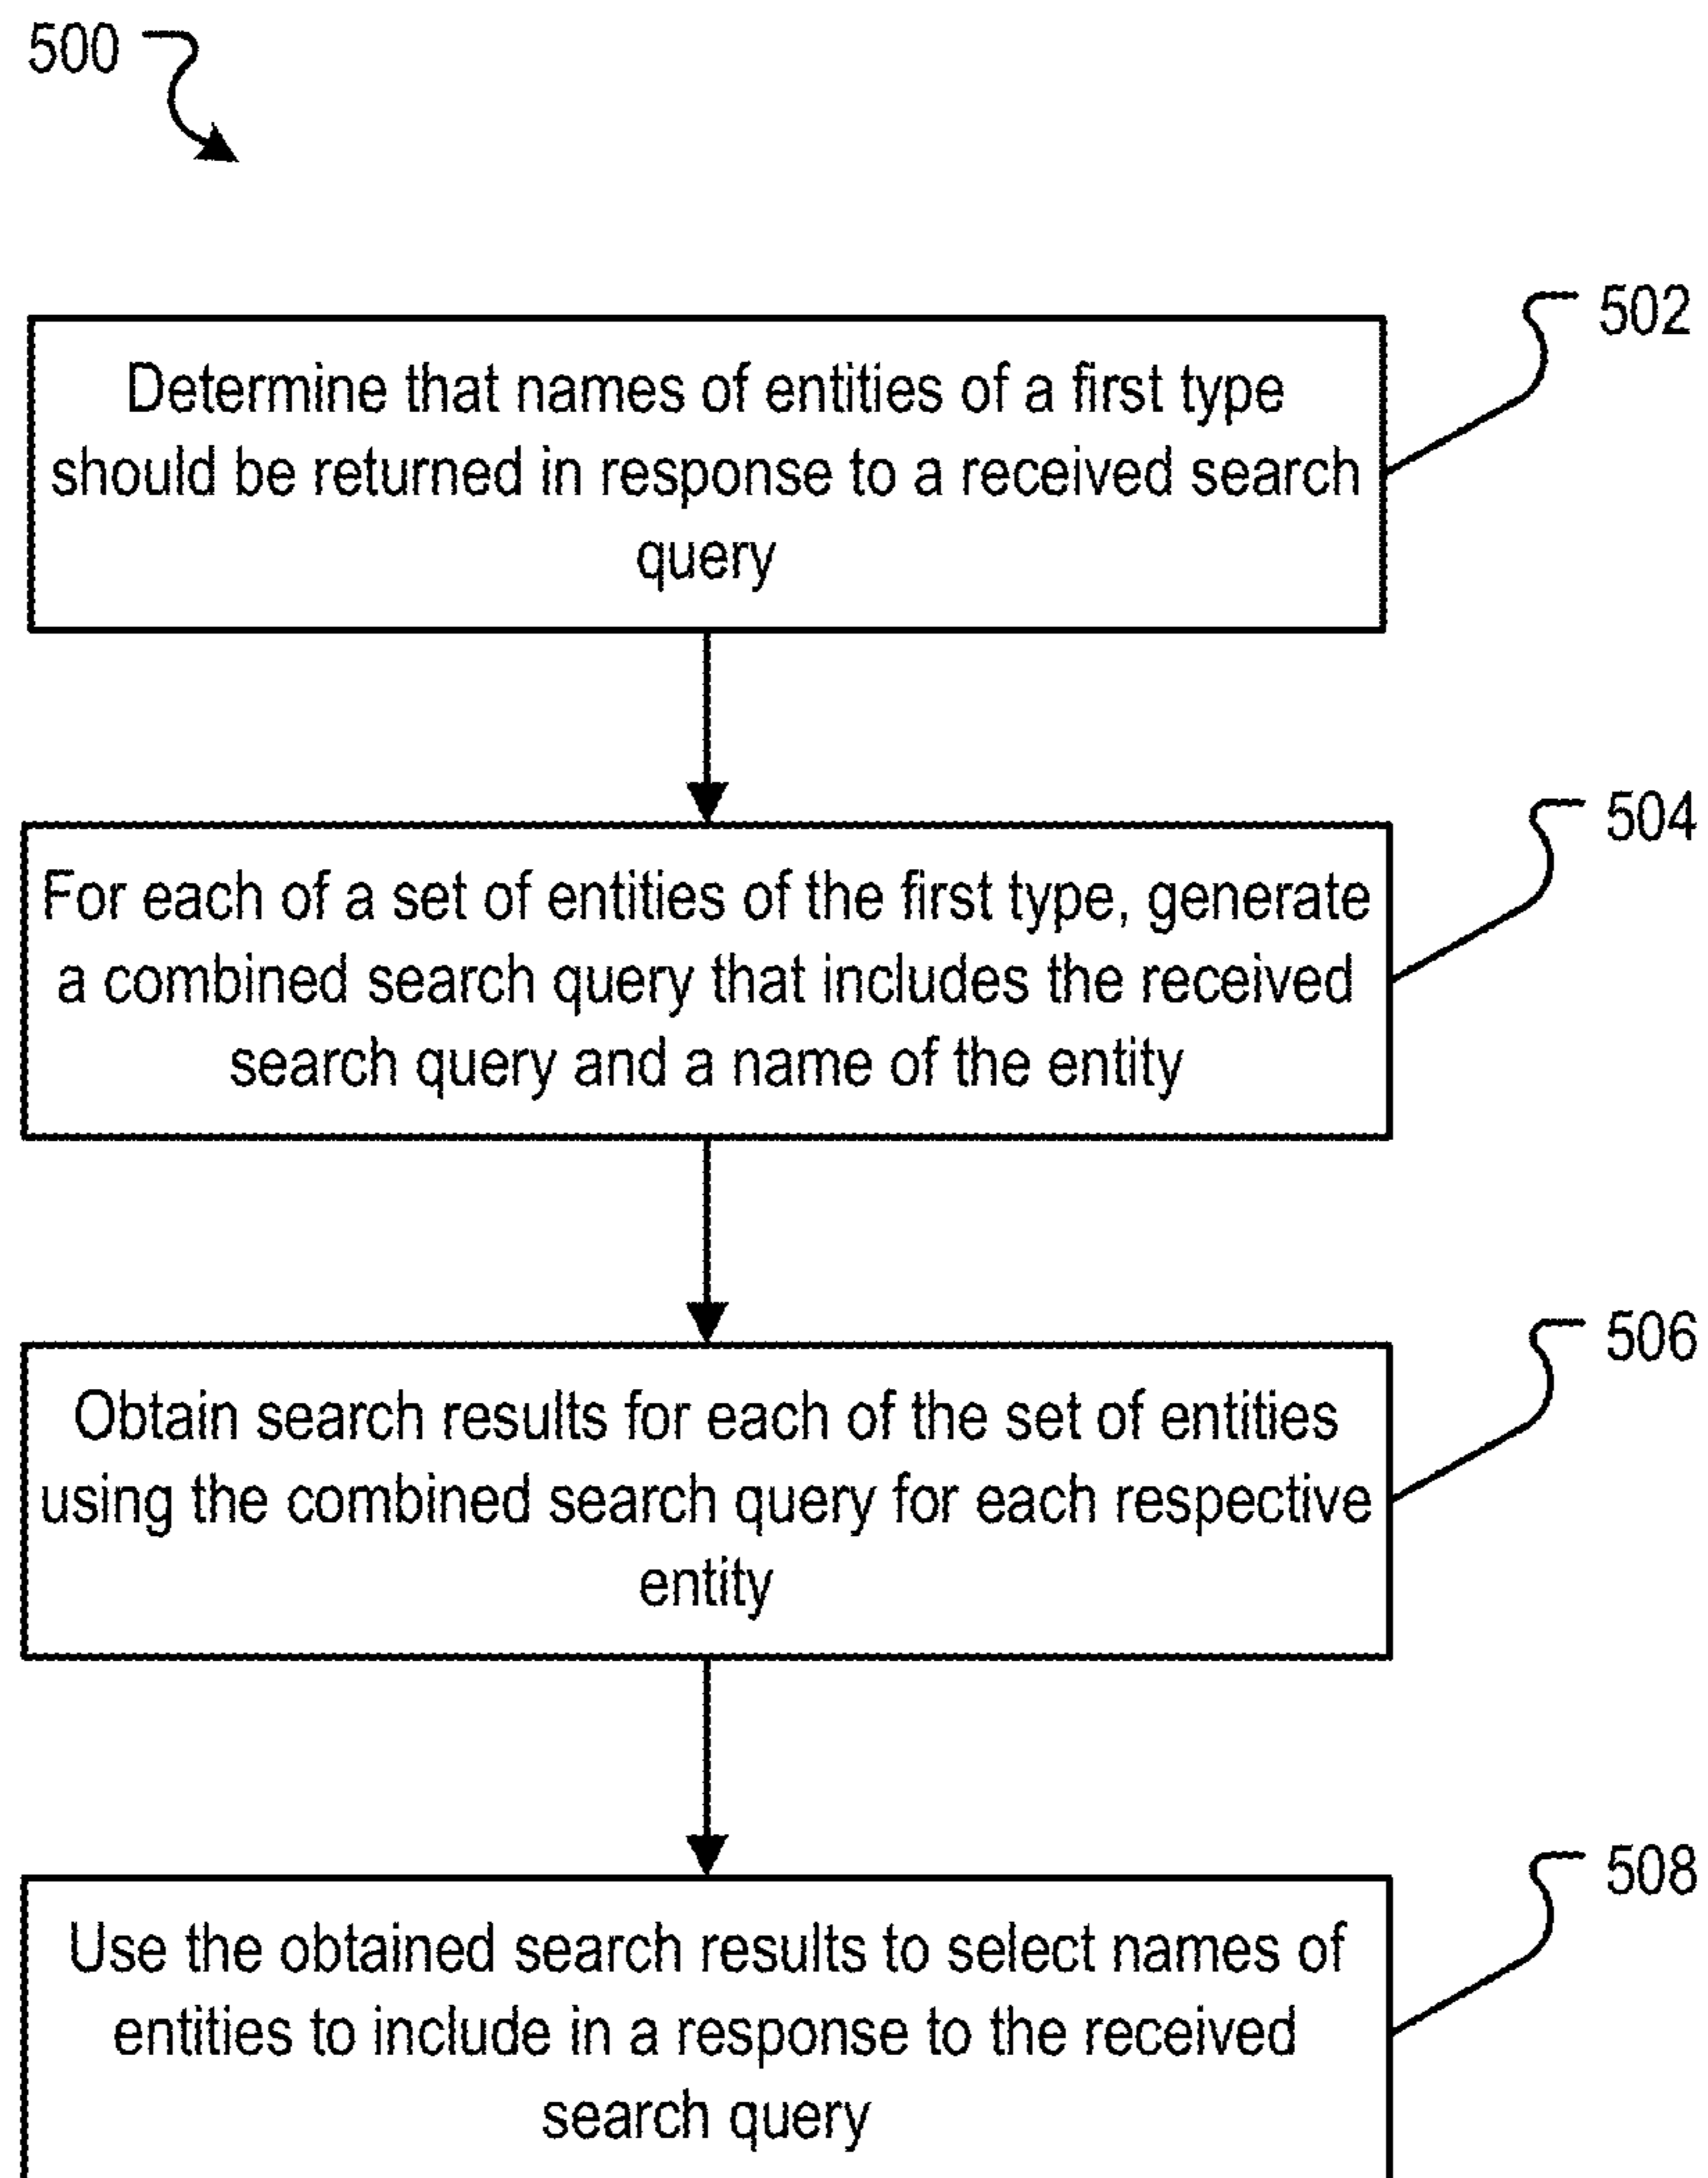 500
502
Determine that names of entities of a first type
should be returned in response to a received search
query
504
For each of a set of entities of the first type, generate
a combined search query that includes the received
search query and a name of the entity
506
Obtain search results for each of the set of entities
using the combined search query for each respective
entity
508
Use the obtained search results to select names of
entities to include in a response to the received
search query